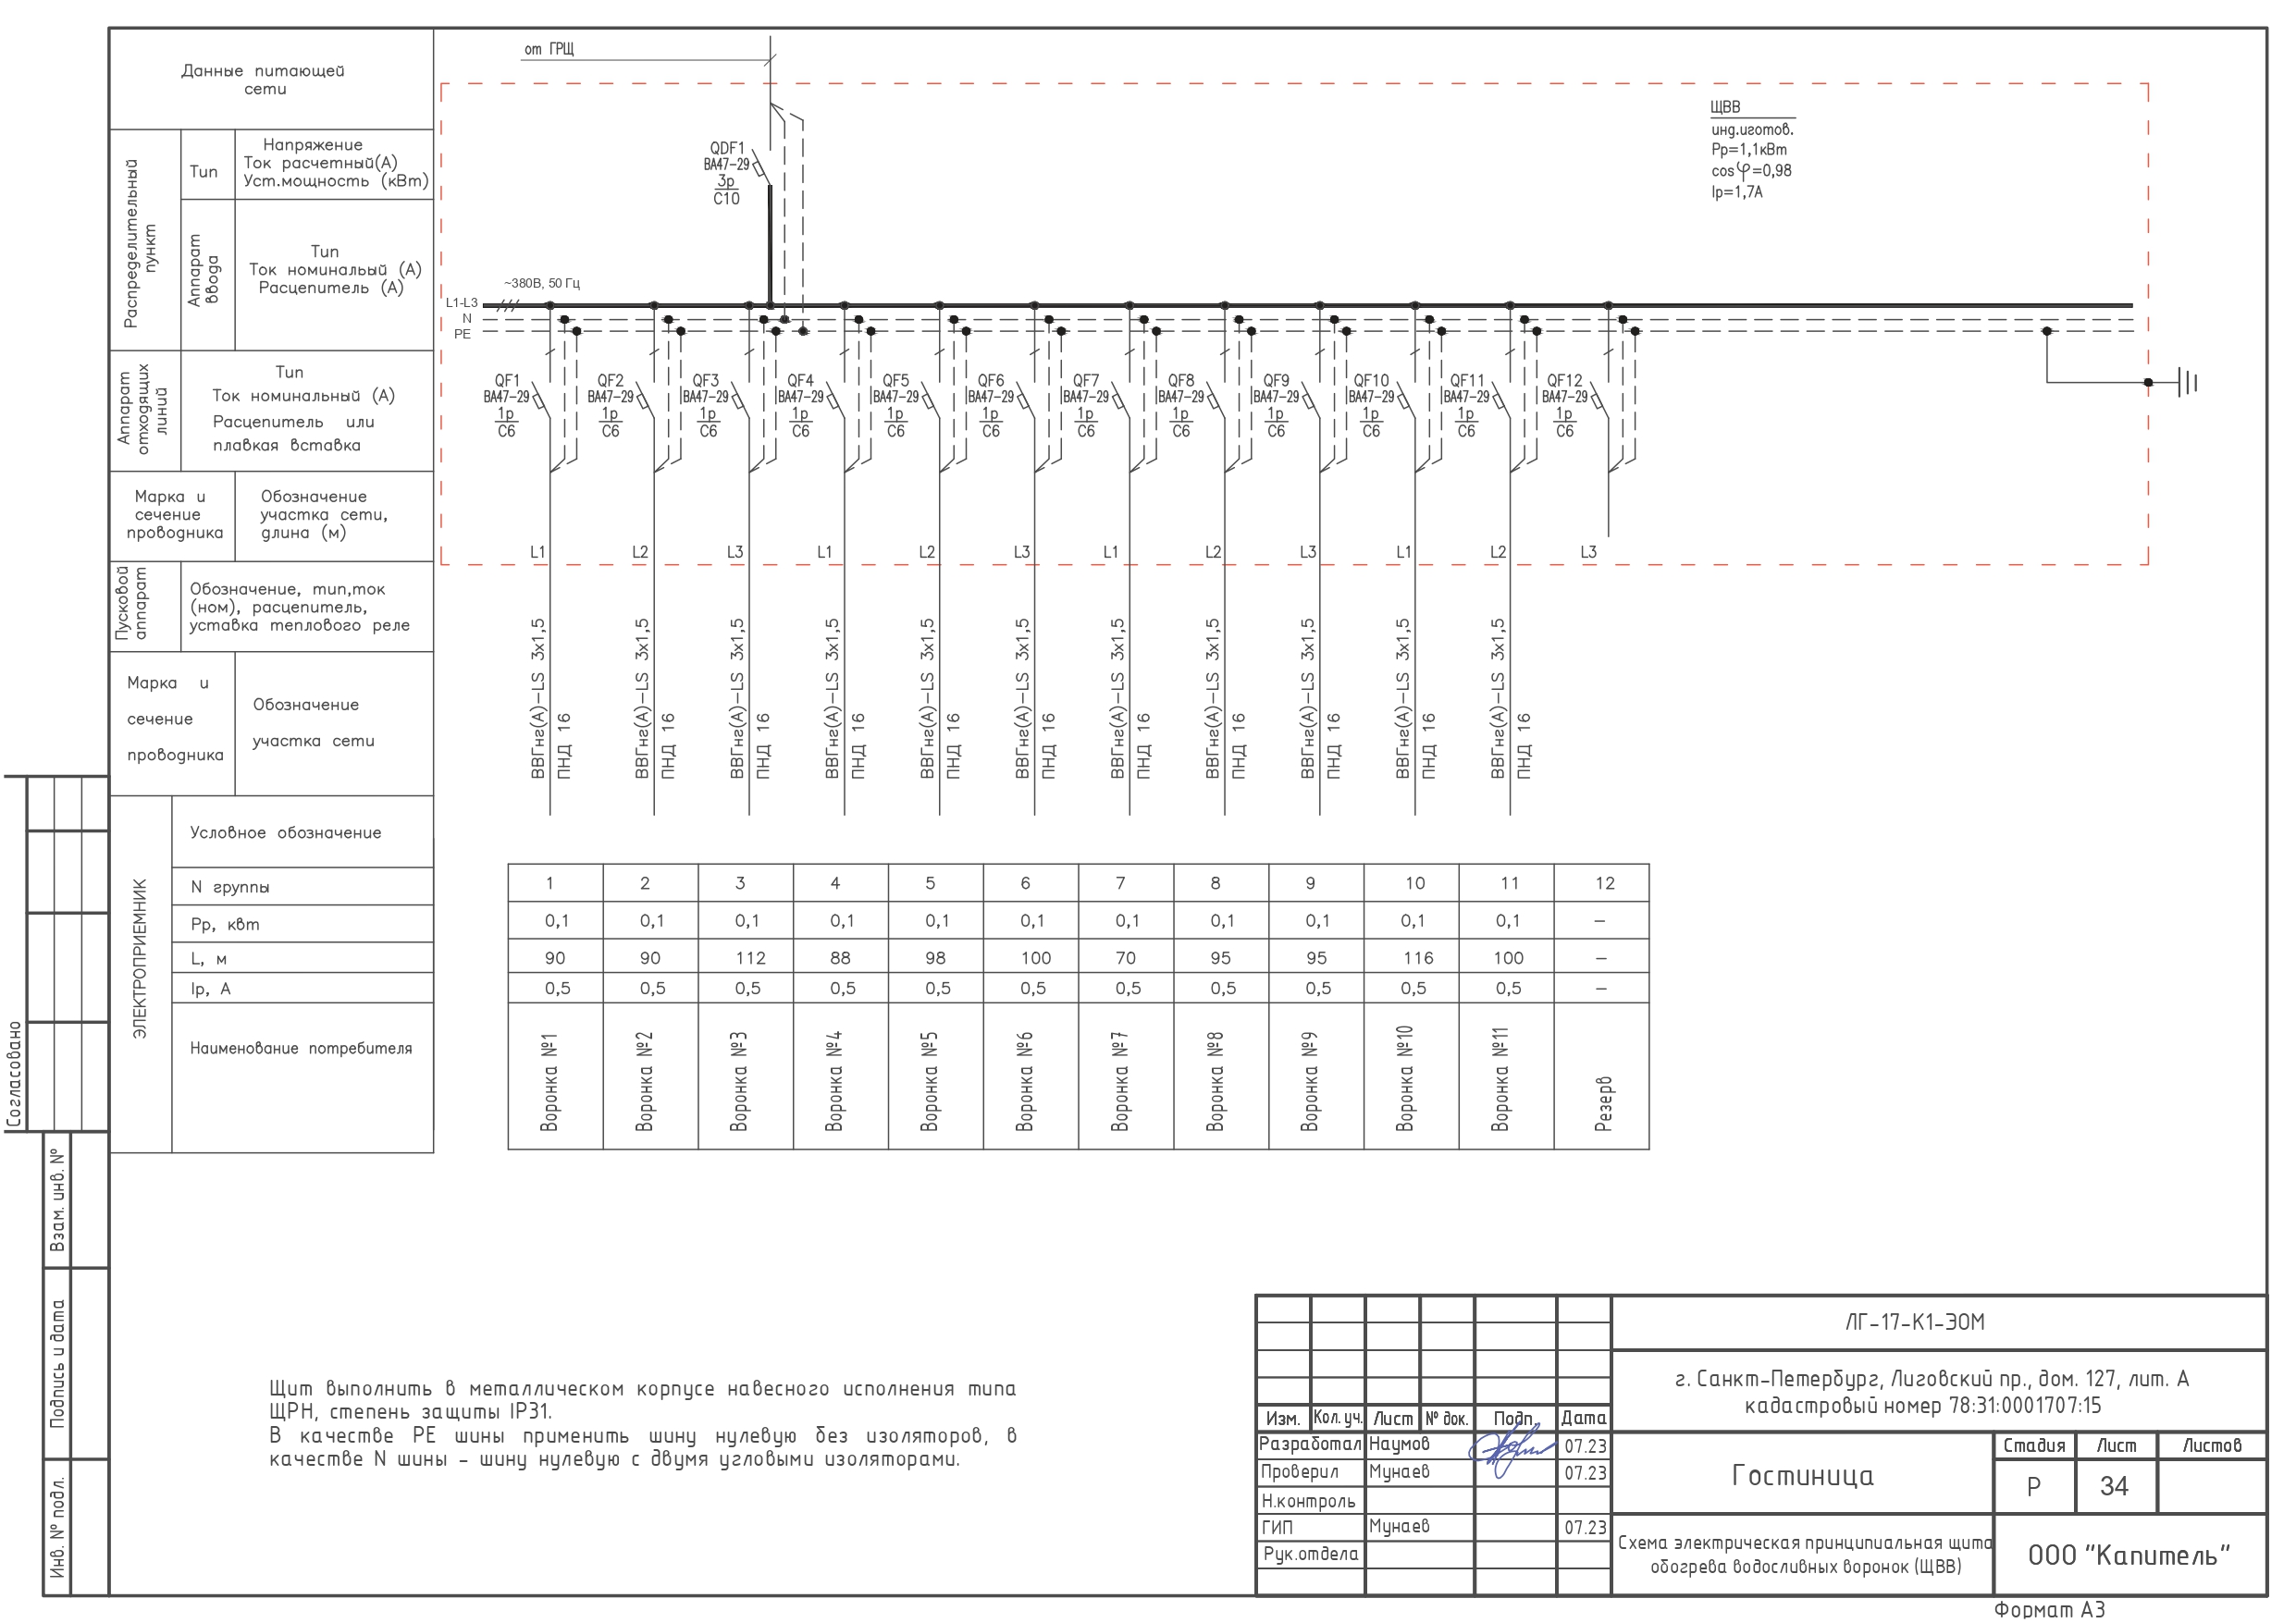 от ГРЩ
Данные питающей
сети
Распределительный
пункт
Тип
Напряжение
Ток расчетный(А)
Уст.мощность (кВт)
Аппарат
ввода
Тип
Ток номинальый (А)
Расцепитель (А)
Аппарат
отходящих
линий
Тип
Ток номинальный (А)
Расцепитель или
плавкая вставка
Марка и
сечение
проводника
Обозначение
участка сети,
длина (м)
Пусковой
аппарат
Обозначение, тип,ток
(ном), расцепитель,
уставка теплового реле
Марка и
сечение
проводника
Обозначение
участка сети
ЭЛЕКТРОПРИЕМНИК
Условное обозначение
N группы
Рр, квт
L, м
Iр, А
Наименование потребителя
ЩВВ
инд.иготов.
Рр=1,1кВт
cosφ=0,98
Iр=1,7А
QDF1
ВА47-29
3р
С10
~380В, 50 Гц
L1-L3
N
PE
QF1 QF2 QF3 QF4 QF5 QF6 QF7 QF8 QF9 QF10 QF11 QF12
ВА47-29 ВА47-29 ВА47-29 ВА47-29 ВА47-29 ВА47-29 ВА47-29 ВА47-29 ВА47-29 ВА47-29 ВА47-29 ВА47-29
1р 1р 1р 1р 1р 1р 1р 1р 1р 1р 1р 1р
С6 С6 С6 С6 С6 С6 С6 С6 С6 С6 С6 С6
L1 L2 L3 L1 L2 L3 L1 L2 L3 L1 L2 L3
ВВГнг(А)-LS 3х1,5
ПНД 16
ВВГнг(А)-LS 3х1,5
ПНД 16
ВВГнг(А)-LS 3х1,5
ПНД 16
ВВГнг(А)-LS 3х1,5
ПНД 16
ВВГнг(А)-LS 3х1,5
ПНД 16
ВВГнг(А)-LS 3х1,5
ПНД 16
ВВГнг(А)-LS 3х1,5
ПНД 16
ВВГнг(А)-LS 3х1,5
ПНД 16
ВВГнг(А)-LS 3х1,5
ПНД 16
ВВГнг(А)-LS 3х1,5
ПНД 16
ВВГнг(А)-LS 3х1,5
ПНД 16
1 2 3 4 5 6 7 8 9 10 11 12
0,1 0,1 0,1 0,1 0,1 0,1 0,1 0,1 0,1 0,1 0,1 –
90 90 112 88 98 100 70 95 95 116 100 –
0,5 0,5 0,5 0,5 0,5 0,5 0,5 0,5 0,5 0,5 0,5 –
Воронка №1
Воронка №2
Воронка №3
Воронка №4
Воронка №5
Воронка №6
Воронка №7
Воронка №8
Воронка №9
Воронка №10
Воронка №11
Резерв
Согласовано
Взам. инв. №
Подпись и дата
Инв. № подл.
Щит выполнить в металлическом корпусе навесного исполнения типа
ЩРН, степень защиты IP31.
В качестве РЕ шины применить шину нулевую без изоляторов, в
качестве N шины - шину нулевую с двумя угловыми изоляторами.
ЛГ-17-К1-ЭОМ
г. Санкт-Петербург, Лиговский пр., дом. 127, лит. А
кадастровый номер 78:31:0001707:15
Изм. Кол. уч. Лист № док. Подп. Дата
Разработал Наумов 07.23
Проверил Мунаев 07.23
Н.контроль
ГИП Мунаев 07.23
Рук.отдела
Гостиница
Стадия Лист Листов
Р 34
Схема электрическая принципиальная щита
обогрева водосливных воронок (ЩВВ)
ООО "Капитель"
Формат А3